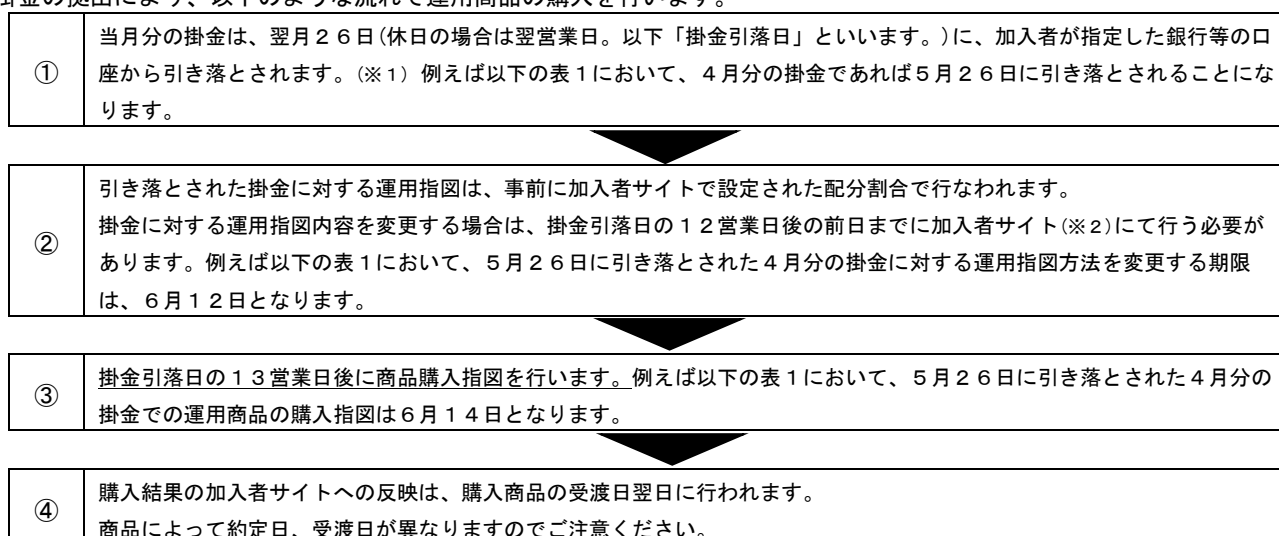 掛金の拠出により、以下のような流れで運用商品の購入を行います。
①
当月分の掛金は、翌月２６日(休日の場合は翌営業日。以下「掛金引落日」といいます。)に、加入者が指定した銀行等の口
座から引き落とされます。(※１) 例えば以下の表１において、４月分の掛金であれば５月２６日に引き落とされることにな
ります。
②
引き落とされた掛金に対する運用指図は、事前に加入者サイトで設定された配分割合で行なわれます。
掛金に対する運用指図内容を変更する場合は、掛金引落日の１２営業日後の前日までに加入者サイト(※２)にて行う必要が
あります。例えば以下の表１において、５月２６日に引き落とされた４月分の掛金に対する運用指図方法を変更する期限
は、６月１２日となります。
③
掛金引落日の１３営業日後に商品購入指図を行います。例えば以下の表１において、５月２６日に引き落とされた４月分の
掛金での運用商品の購入指図は６月１４日となります。
④
購入結果の加入者サイトへの反映は、購入商品の受渡日翌日に行われます。
商品によって約定日、受渡日が異なりますのでご注意ください。